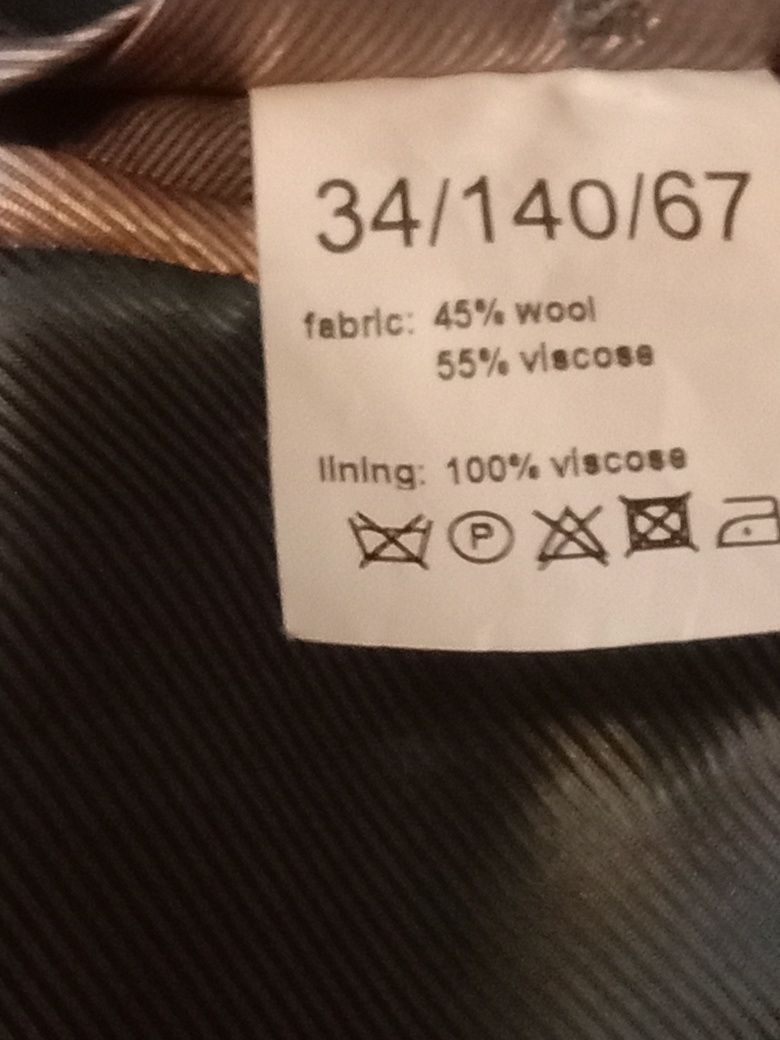 34/140/67
fabric: 45% wool
55% viscose
lining: 100% viscose
P